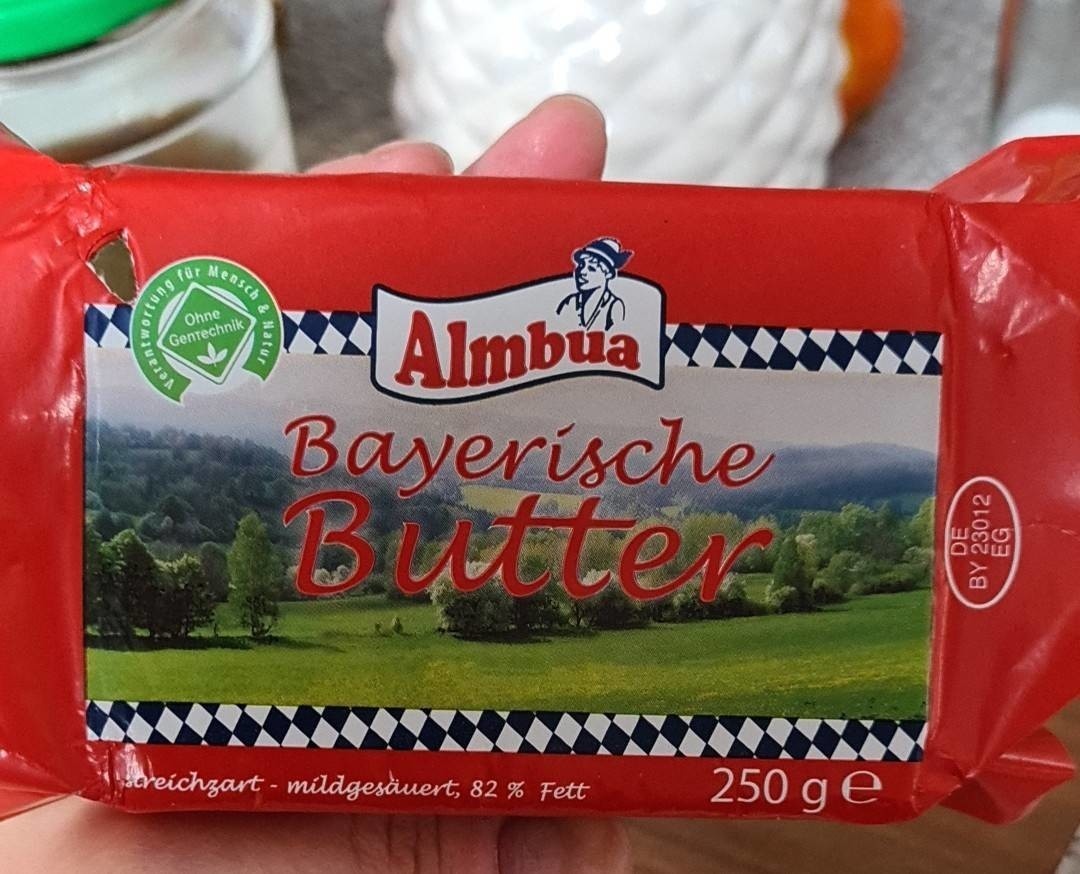 Verantwortung für Mensch & Natur
Ohne
GenTechnik
Almbua
Bayerische
Butter
DE
BY 23012
EG
streichzart - mildgesäuert, 82 % Fett
250 g e